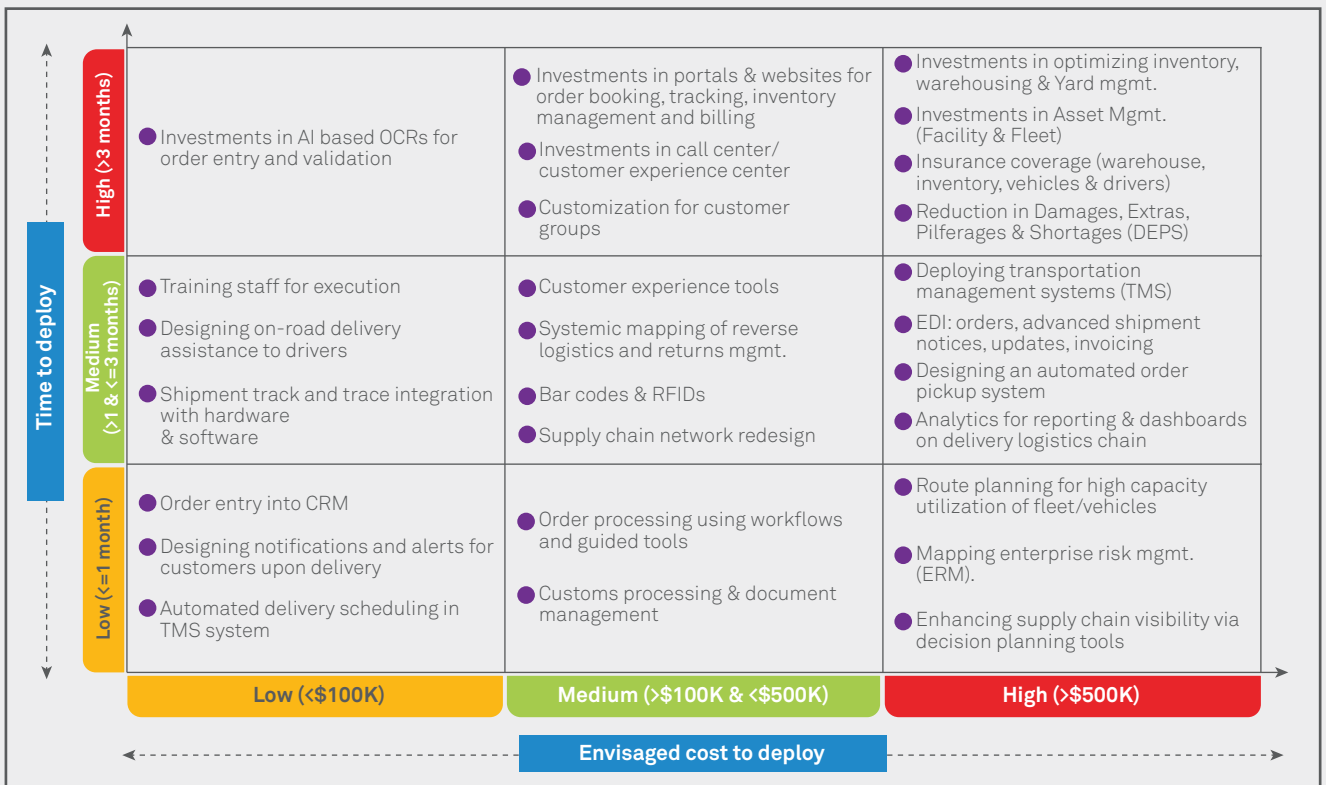 Time to deploy
High (>3 months)
Investments in AI based OCRs for
order entry and validation
Investments in portals & websites for
order booking, tracking, inventory
management and billing
Investments in call center/
customer experience center
Customization for customer
groups
Investments in optimizing inventory,
warehousing & Yard mgmt.
Investments in Asset Mgmt.
(Facility & Fleet)
Insurance coverage (warehouse,
inventory, vehicles & drivers)
Reduction in Damages, Extras,
Pilferages & Shortages (DEPS)
Medium
(>1 & <=3 months)
Training staff for execution
Designing on-road delivery
assistance to drivers
Shipment track and trace integration
with hardware
& software
Customer experience tools
Systemic mapping of reverse
logistics and returns mgmt.
Bar codes & RFIDs
Supply chain network redesign
Deploying transportation
management systems (TMS)
EDI: orders, advanced shipment
notices, updates, invoicing
Designing an automated order
pickup system
Analytics for reporting & dashboards
on delivery logistics chain
Low (<=1 month)
Order entry into CRM
Designing notifications and alerts for
customers upon delivery
Automated delivery scheduling in
TMS system
Order processing using workflows
and guided tools
Customs processing & document
management
Route planning for high capacity
utilization of fleet/vehicles
Mapping enterprise risk mgmt.
(ERM).
Enhancing supply chain visibility via
decision planning tools
Low (<$100K)
Medium (>$100K & <$500K)
High (>$500K)
Envisaged cost to deploy